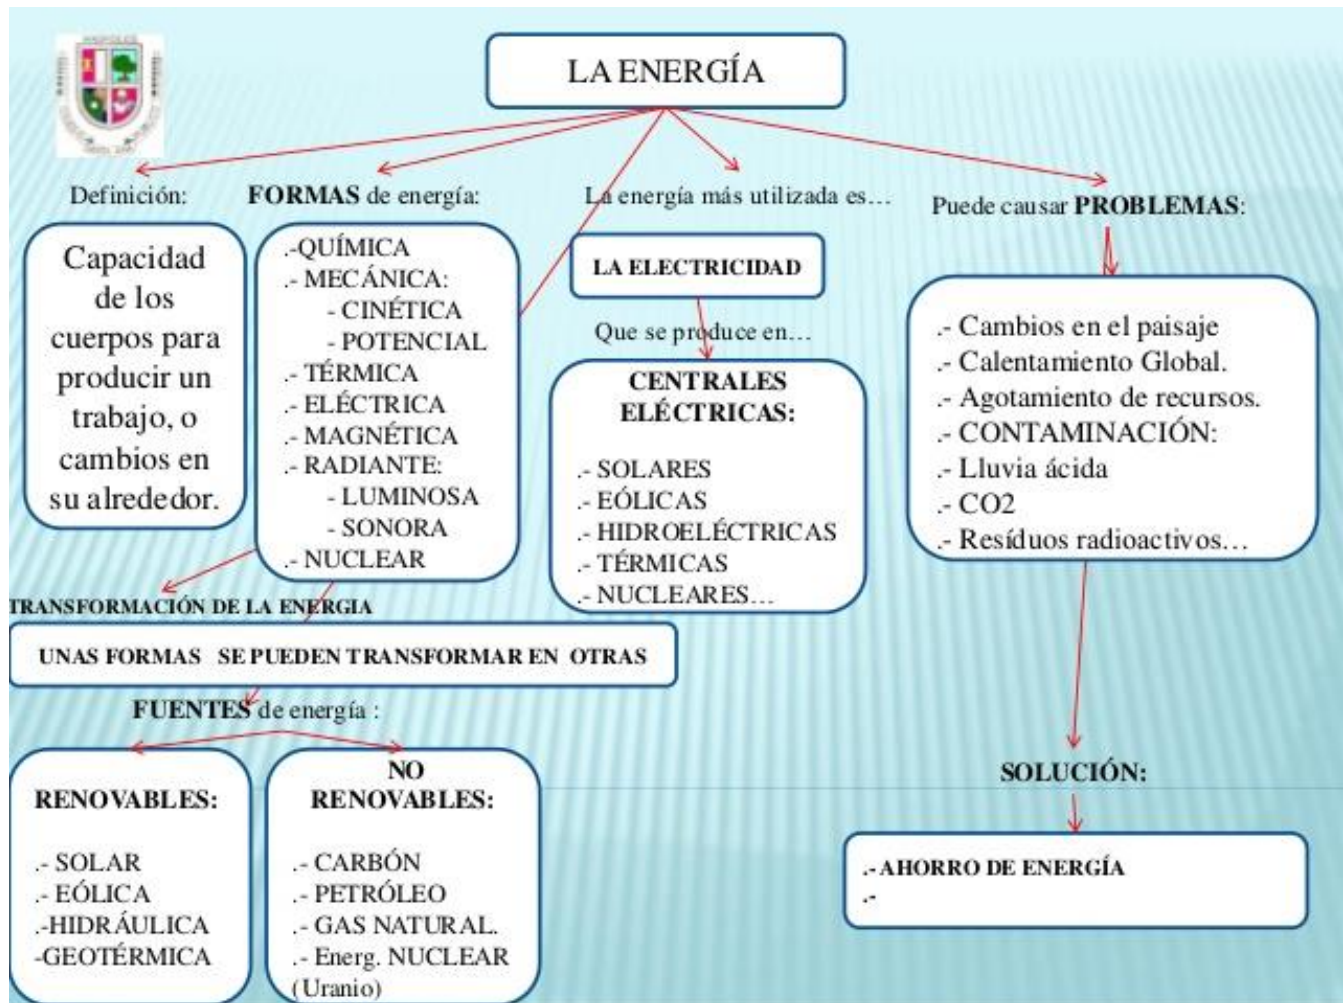 LA ENERGÍA
Definición:
Capacidad
de los
cuerpos para
producir un
trabajo, o
cambios en
su alrededor.
FORMAS de energía:
.-QUÍMICA
.- MECÁNICA:
- CINÉTICA
- POTENCIAL
.- TÉRMICA
.- ELÉCTRICA
.- MAGNÉTICA
.- RADIANTE:
- LUMINOSA
- SONORA
.- NUCLEAR
TRANSFORMACIÓN DE LA ENERGIA
UNAS FORMAS SE PUEDEN TRANSFORMAR EN OTRAS
FUENTES de energía :
RENOVABLES:
.- SOLAR
.- EÓLICA
.-HIDRÁULICA
-GEOTÉRMICA
NO
RENOVABLES:
.- CARBÓN
.- PETRÓLEO
.- GAS NATURAL.
.- Energ. NUCLEAR
(Uranio)
La energía más utilizada es…
LA ELECTRICIDAD
Que se produce en…
CENTRALES
ELÉCTRICAS:
.- SOLARES
.- EÓLICAS
.- HIDROELÉCTRICAS
.- TÉRMICAS
.- NUCLEARES…
Puede causar PROBLEMAS:
.- Cambios en el paisaje
.- Calentamiento Global.
.- Agotamiento de recursos.
.- CONTAMINACIÓN:
.- Lluvia ácida
.- CO2
.- Resíduos radioactivos…
SOLUCIÓN:
.- AHORRO DE ENERGÍA
.-